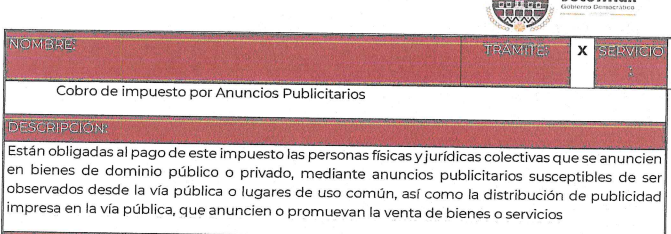 Gobierno Democrático
NOMBRE: TRÁMITE: X SERVICIO
:
Cobro de impuesto por Anuncios Publicitarios
DESCRIPCIÓN:
Están obligadas al pago de este impuesto las personas físicas y jurídicas colectivas que se anuncien
en bienes de dominio público o privado, mediante anuncios publicitarios susceptibles de ser
observados desde la vía pública o lugares de uso común, así como la distribución de publicidad
impresa en la vía pública, que anuncien o promuevan la venta de bienes o servicios